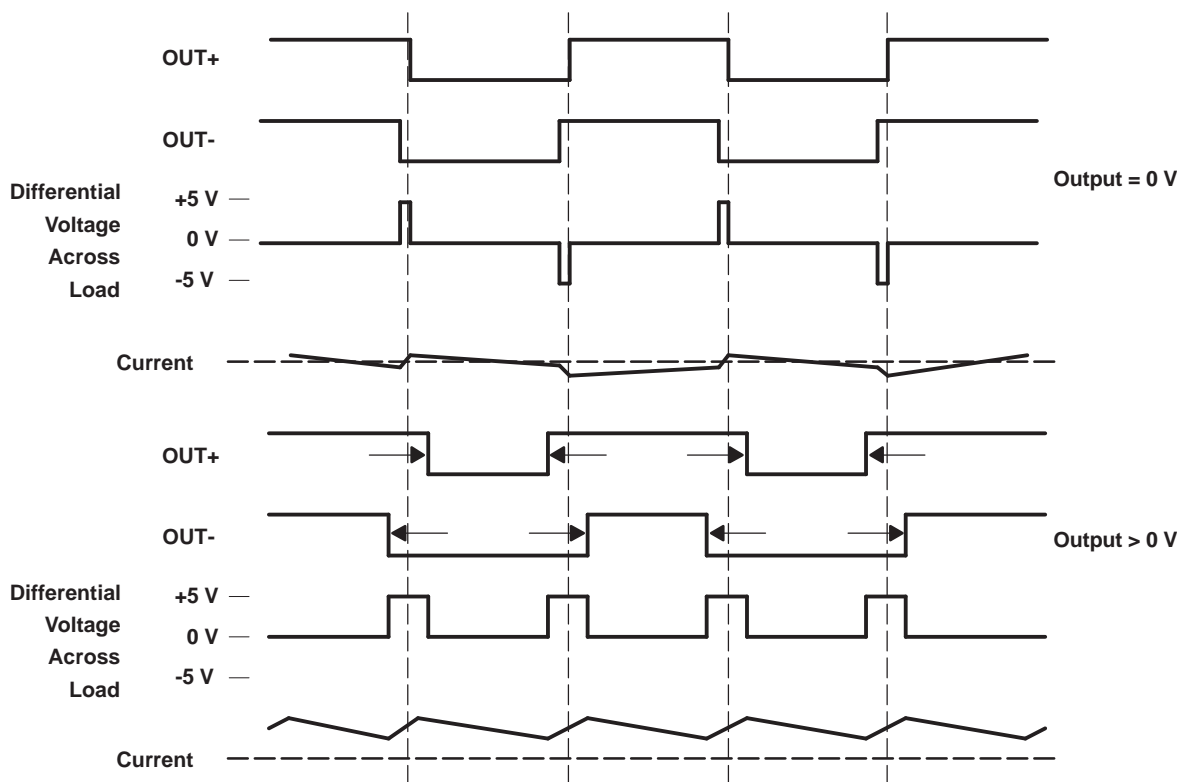 OUT+
OUT-
Output = 0 V
Differential
Voltage
Across
Load
+5 V
0 V
-5 V
Current
OUT+
OUT-
Output > 0 V
Differential
Voltage
Across
Load
+5 V
0 V
-5 V
Current